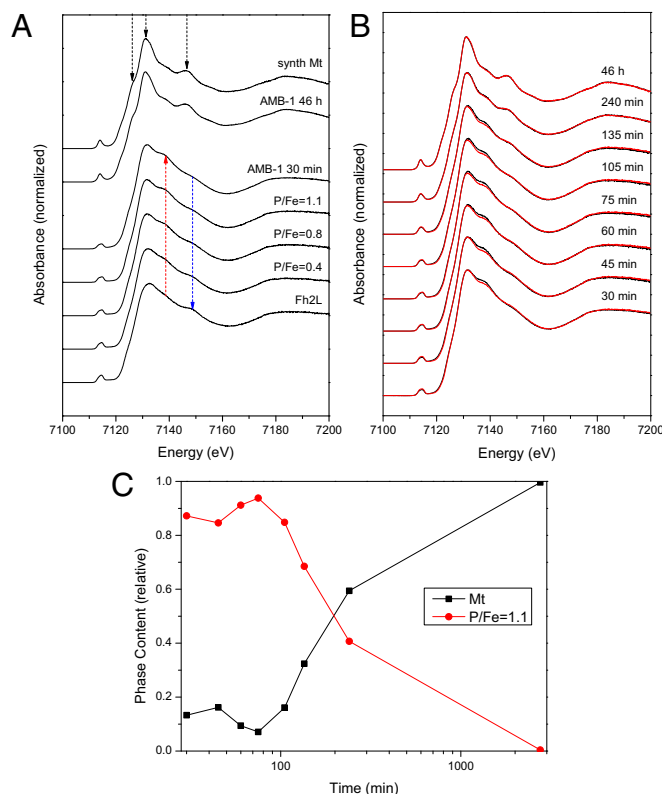 A
synth Mt
AMB-1 46 h
AMB-1 30 min
P/Fe=1.1
P/Fe=0.8
P/Fe=0.4
Fh2L
Absorbance (normalized)
7100 7120 7140 7160 7180 7200
Energy (eV)
B
46 h
240 min
135 min
105 min
75 min
60 min
45 min
30 min
Absorbance (normalized)
7100 7120 7140 7160 7180 7200
Energy (eV)
C
1.0
0.8
0.6
0.4
0.2
0.0
Phase Content (relative)
Mt
P/Fe=1.1
100 1000
Time (min)